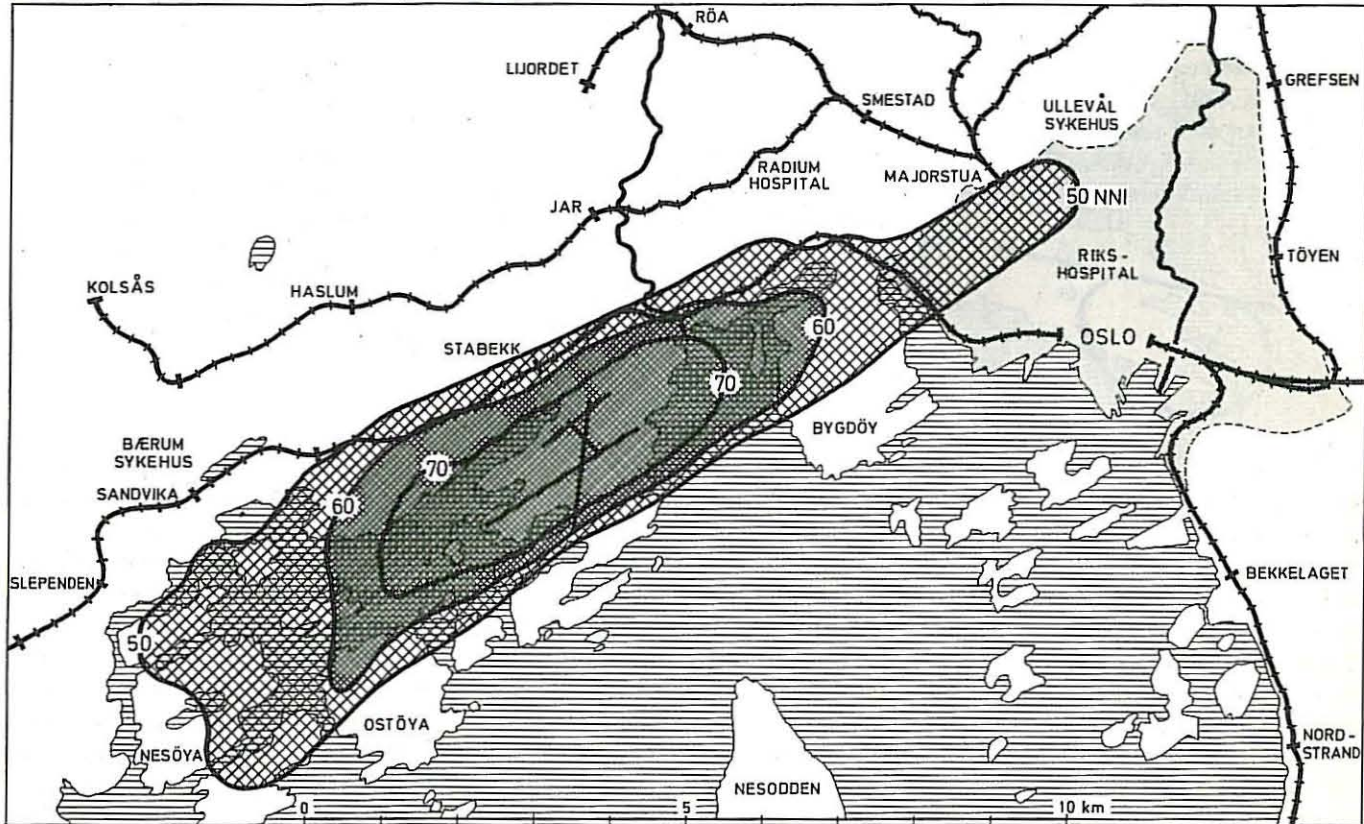 RÖA
LIJORDET
GREFSEN
SMESTAD
ULLEVÅL
SYKEHUS
RADIUM
HOSPITAL
MAJORSTUA
50 NNI
JAR
RIKS-
HOSPITAL
TÖYEN
KOLSÅS
HASLUM
60
OSLO
STABEKK
70
BYGDÖY
BÆRUM
SYKEHUS
70
SANDVIKA
60
SLEPENDEN
BEKKELAGET
50
OSTÖYA
NESÖYA
NORD-
STRAND
NESODDEN
0 5 10 km